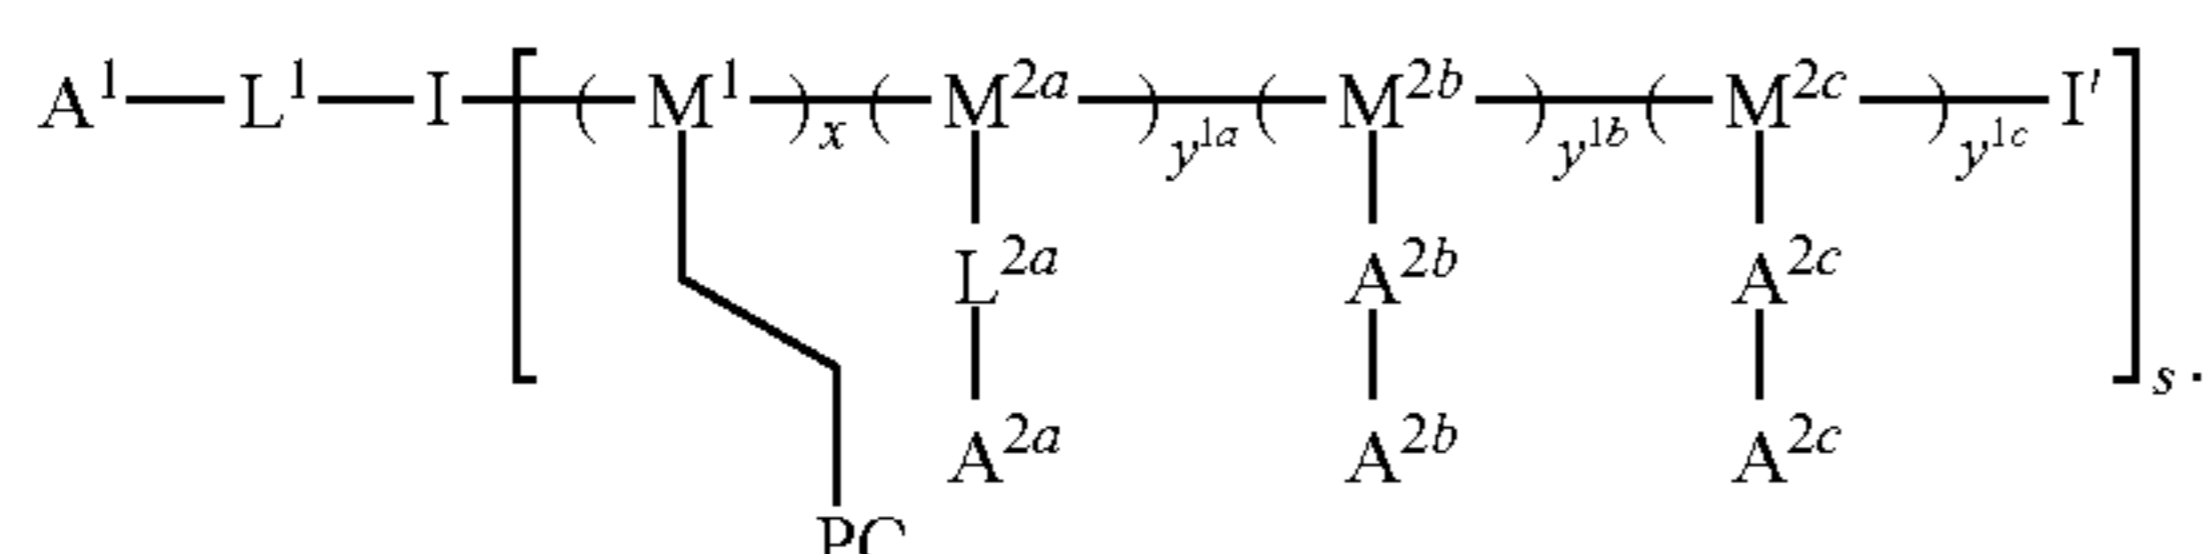 A¹—L¹—I—[—(—M¹—)x(—M²ᵃ—)y¹ᵃ(—M²ᵇ—)y¹ᵇ(—M²ᶜ—)y¹ᶜ—I′]s.
L²ᵃ A²ᵇ A²ᶜ
A²ᵃ A²ᵇ A²ᶜ
PC